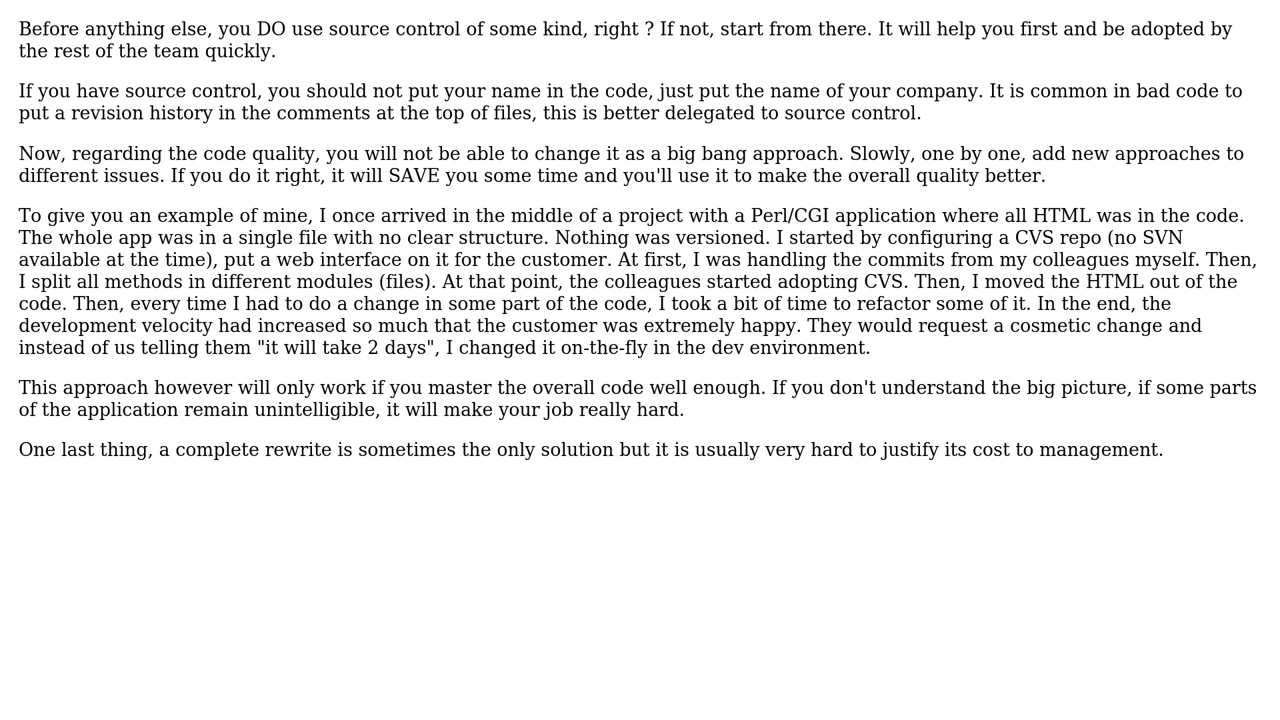 Before anything else, you DO use source control of some kind, right ? If not, start from there. It will help you first and be adopted by
the rest of the team quickly.
If you have source control, you should not put your name in the code, just put the name of your company. It is common in bad code to
put a revision history in the comments at the top of files, this is better delegated to source control.
Now, regarding the code quality, you will not be able to change it as a big bang approach. Slowly, one by one, add new approaches to
different issues. If you do it right, it will SAVE you some time and you'll use it to make the overall quality better.
To give you an example of mine, I once arrived in the middle of a project with a Perl/CGI application where all HTML was in the code.
The whole app was in a single file with no clear structure. Nothing was versioned. I started by configuring a CVS repo (no SVN
available at the time), put a web interface on it for the customer. At first, I was handling the commits from my colleagues myself. Then,
I split all methods in different modules (files). At that point, the colleagues started adopting CVS. Then, I moved the HTML out of the
code. Then, every time I had to do a change in some part of the code, I took a bit of time to refactor some of it. In the end, the
development velocity had increased so much that the customer was extremely happy. They would request a cosmetic change and
instead of us telling them "it will take 2 days", I changed it on-the-fly in the dev environment.
This approach however will only work if you master the overall code well enough. If you don't understand the big picture, if some parts
of the application remain unintelligible, it will make your job really hard.
One last thing, a complete rewrite is sometimes the only solution but it is usually very hard to justify its cost to management.